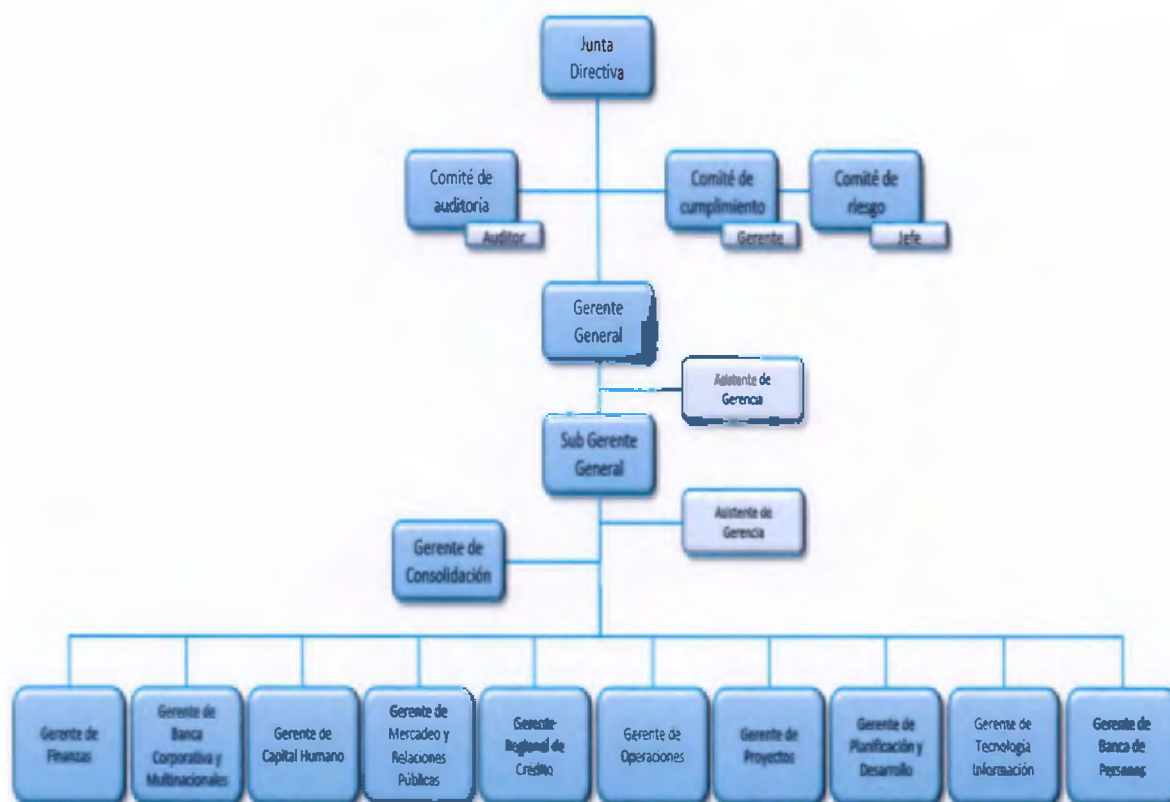 Junta
Directiva
Comité de
auditoria
Auditor
Comité de
cumplimiento
Gerente
Comité de
riesgo
Jefe
Gerente
General
Asistente de
Gerencia
Sub Gerente
General
Asistente de
Gerencia
Gerente de
Consolidación
Gerente de
Finanzas
Gerente de
Banca
Corporativa y
Multinacionales
Gerente de
Capital Humano
Gerente de
Mercadeo y
Relaciones
Públicas
Gerente
Regional de
Crédito
Gerente de
Operaciones
Gerente de
Proyectos
Gerente de
Planificación y
Desarrollo
Gerente de
Tecnología
Información
Gerente de
Banca de
Personas